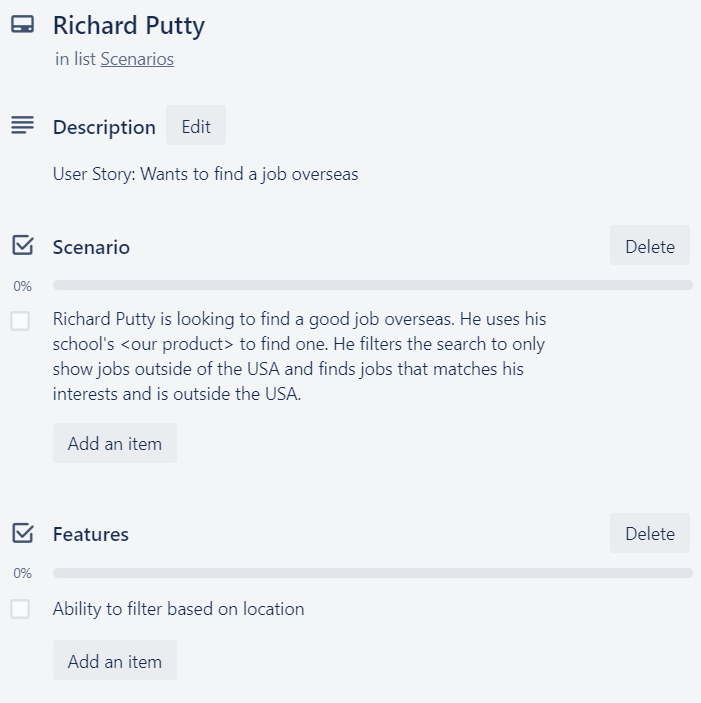 Richard Putty
in list Scenarios
Description Edit
User Story: Wants to find a job overseas
Scenario Delete
0%
Richard Putty is looking to find a good job overseas. He uses his
school's <our product> to find one. He filters the search to only
show jobs outside of the USA and finds jobs that matches his
interests and is outside the USA.
Add an item
Features Delete
0%
Ability to filter based on location
Add an item